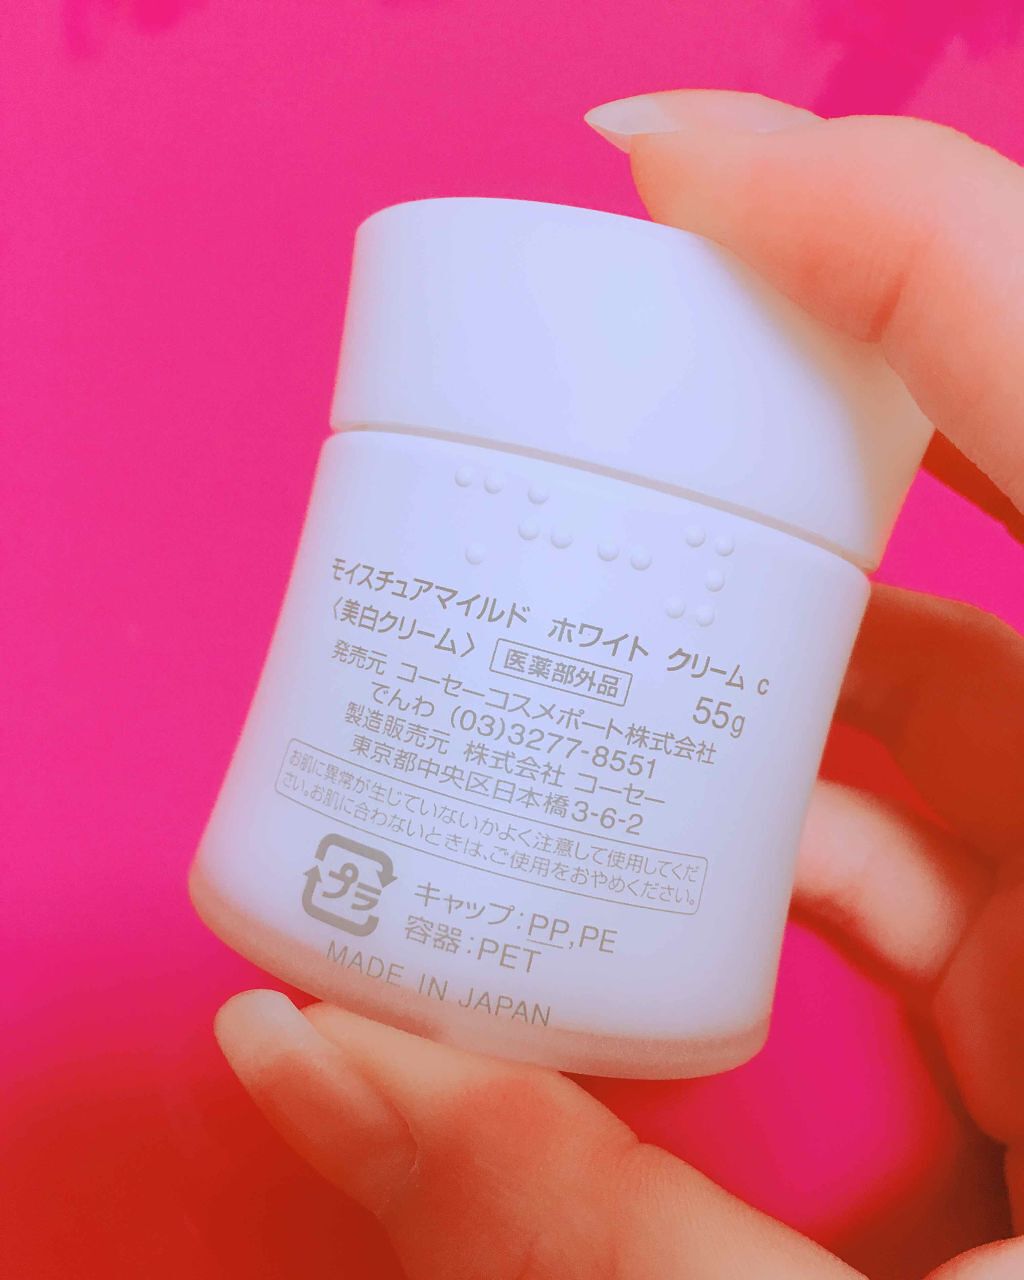 モイスチュアマイルド ホワイト クリーム c
〈美白クリーム〉 医薬部外品 55g
発売元 コーセーコスメポート株式会社
でんわ (03)3277-8551
製造販売元 株式会社 コーセー
東京都中央区日本橋3-6-2
お肌に異常が生じていないかよく注意して使用してくだ
さい。お肌に合わないときは、ご使用をおやめください。
プラ
キャップ:PP,PE
容器:PET
MADE IN JAPAN